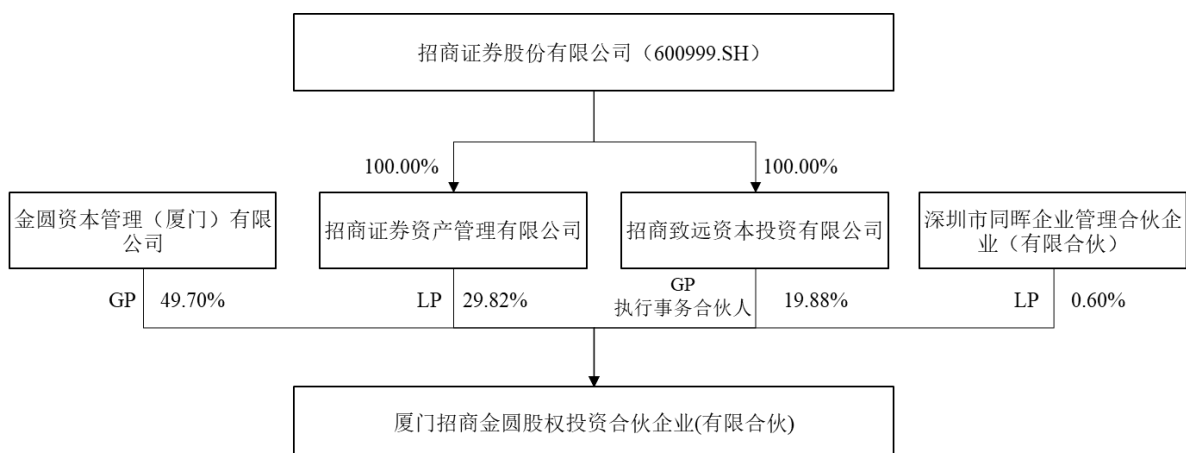 招商证券股份有限公司（600999.SH）
100.00%
100.00%
金圆资本管理（厦门）有限
公司
招商证券资产管理有限公司
招商致远资本投资有限公司
深圳市同晖企业管理合伙企
业（有限合伙）
GP
49.70%
LP
29.82%
GP
执行事务合伙人
19.88%
LP
0.60%
厦门招商金圆股权投资合伙企业(有限合伙)